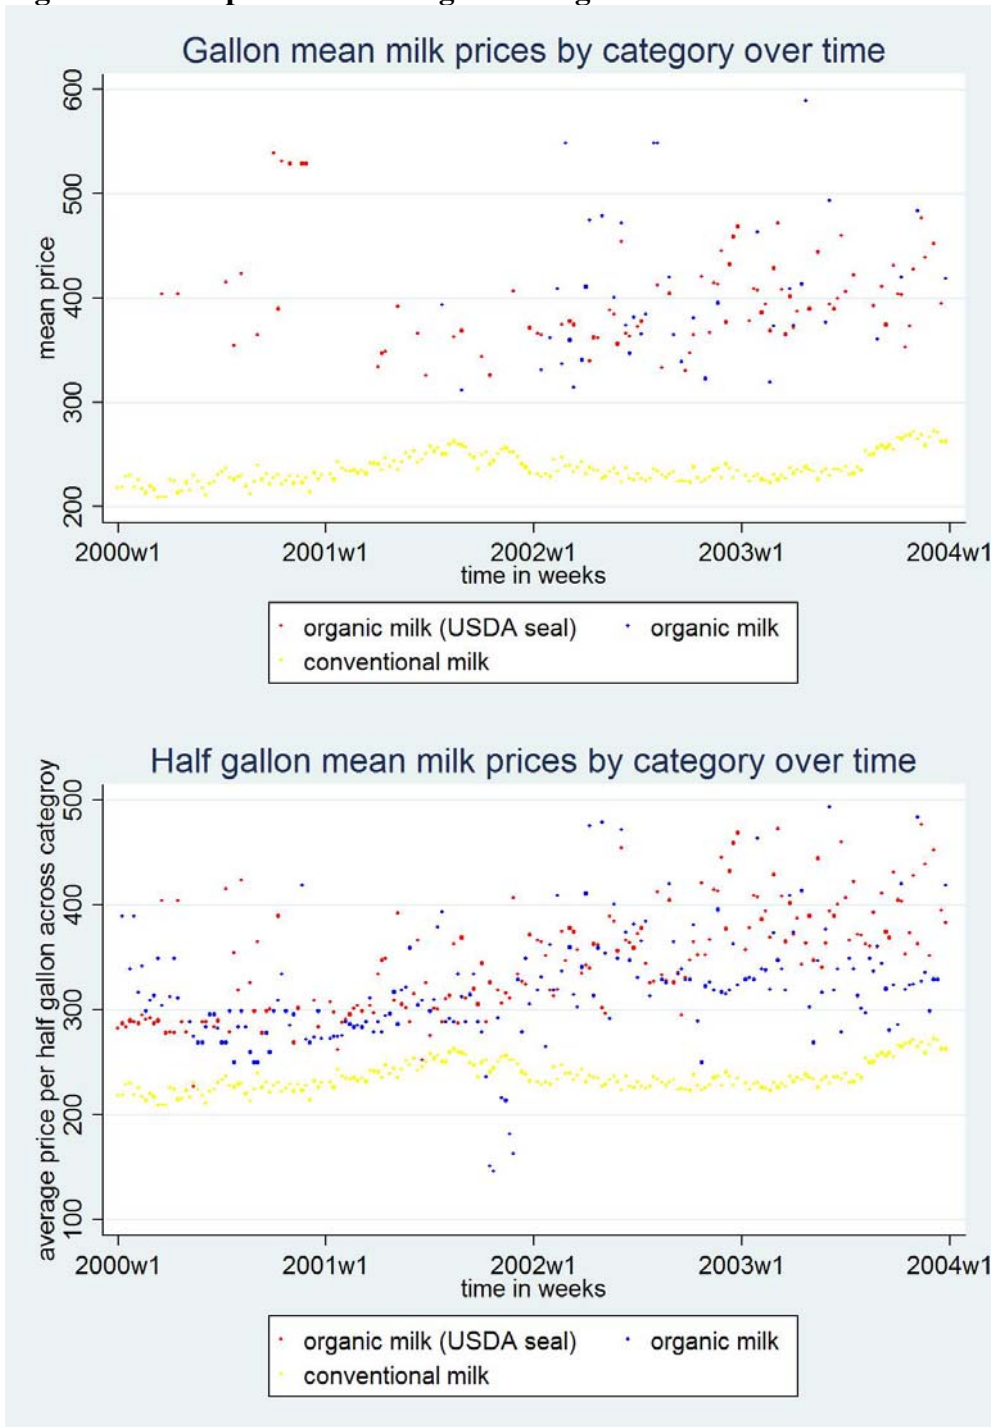 Gallon mean milk prices by category over time
mean price
600
500
400
300
200
2000w1 2001w1 2002w1 2003w1 2004w1
time in weeks
organic milk (USDA seal) organic milk
conventional milk
Half gallon mean milk prices by category over time
average price per half gallon across categroy
500
400
300
200
100
2000w1 2001w1 2002w1 2003w1 2004w1
time in weeks
organic milk (USDA seal) organic milk
conventional milk